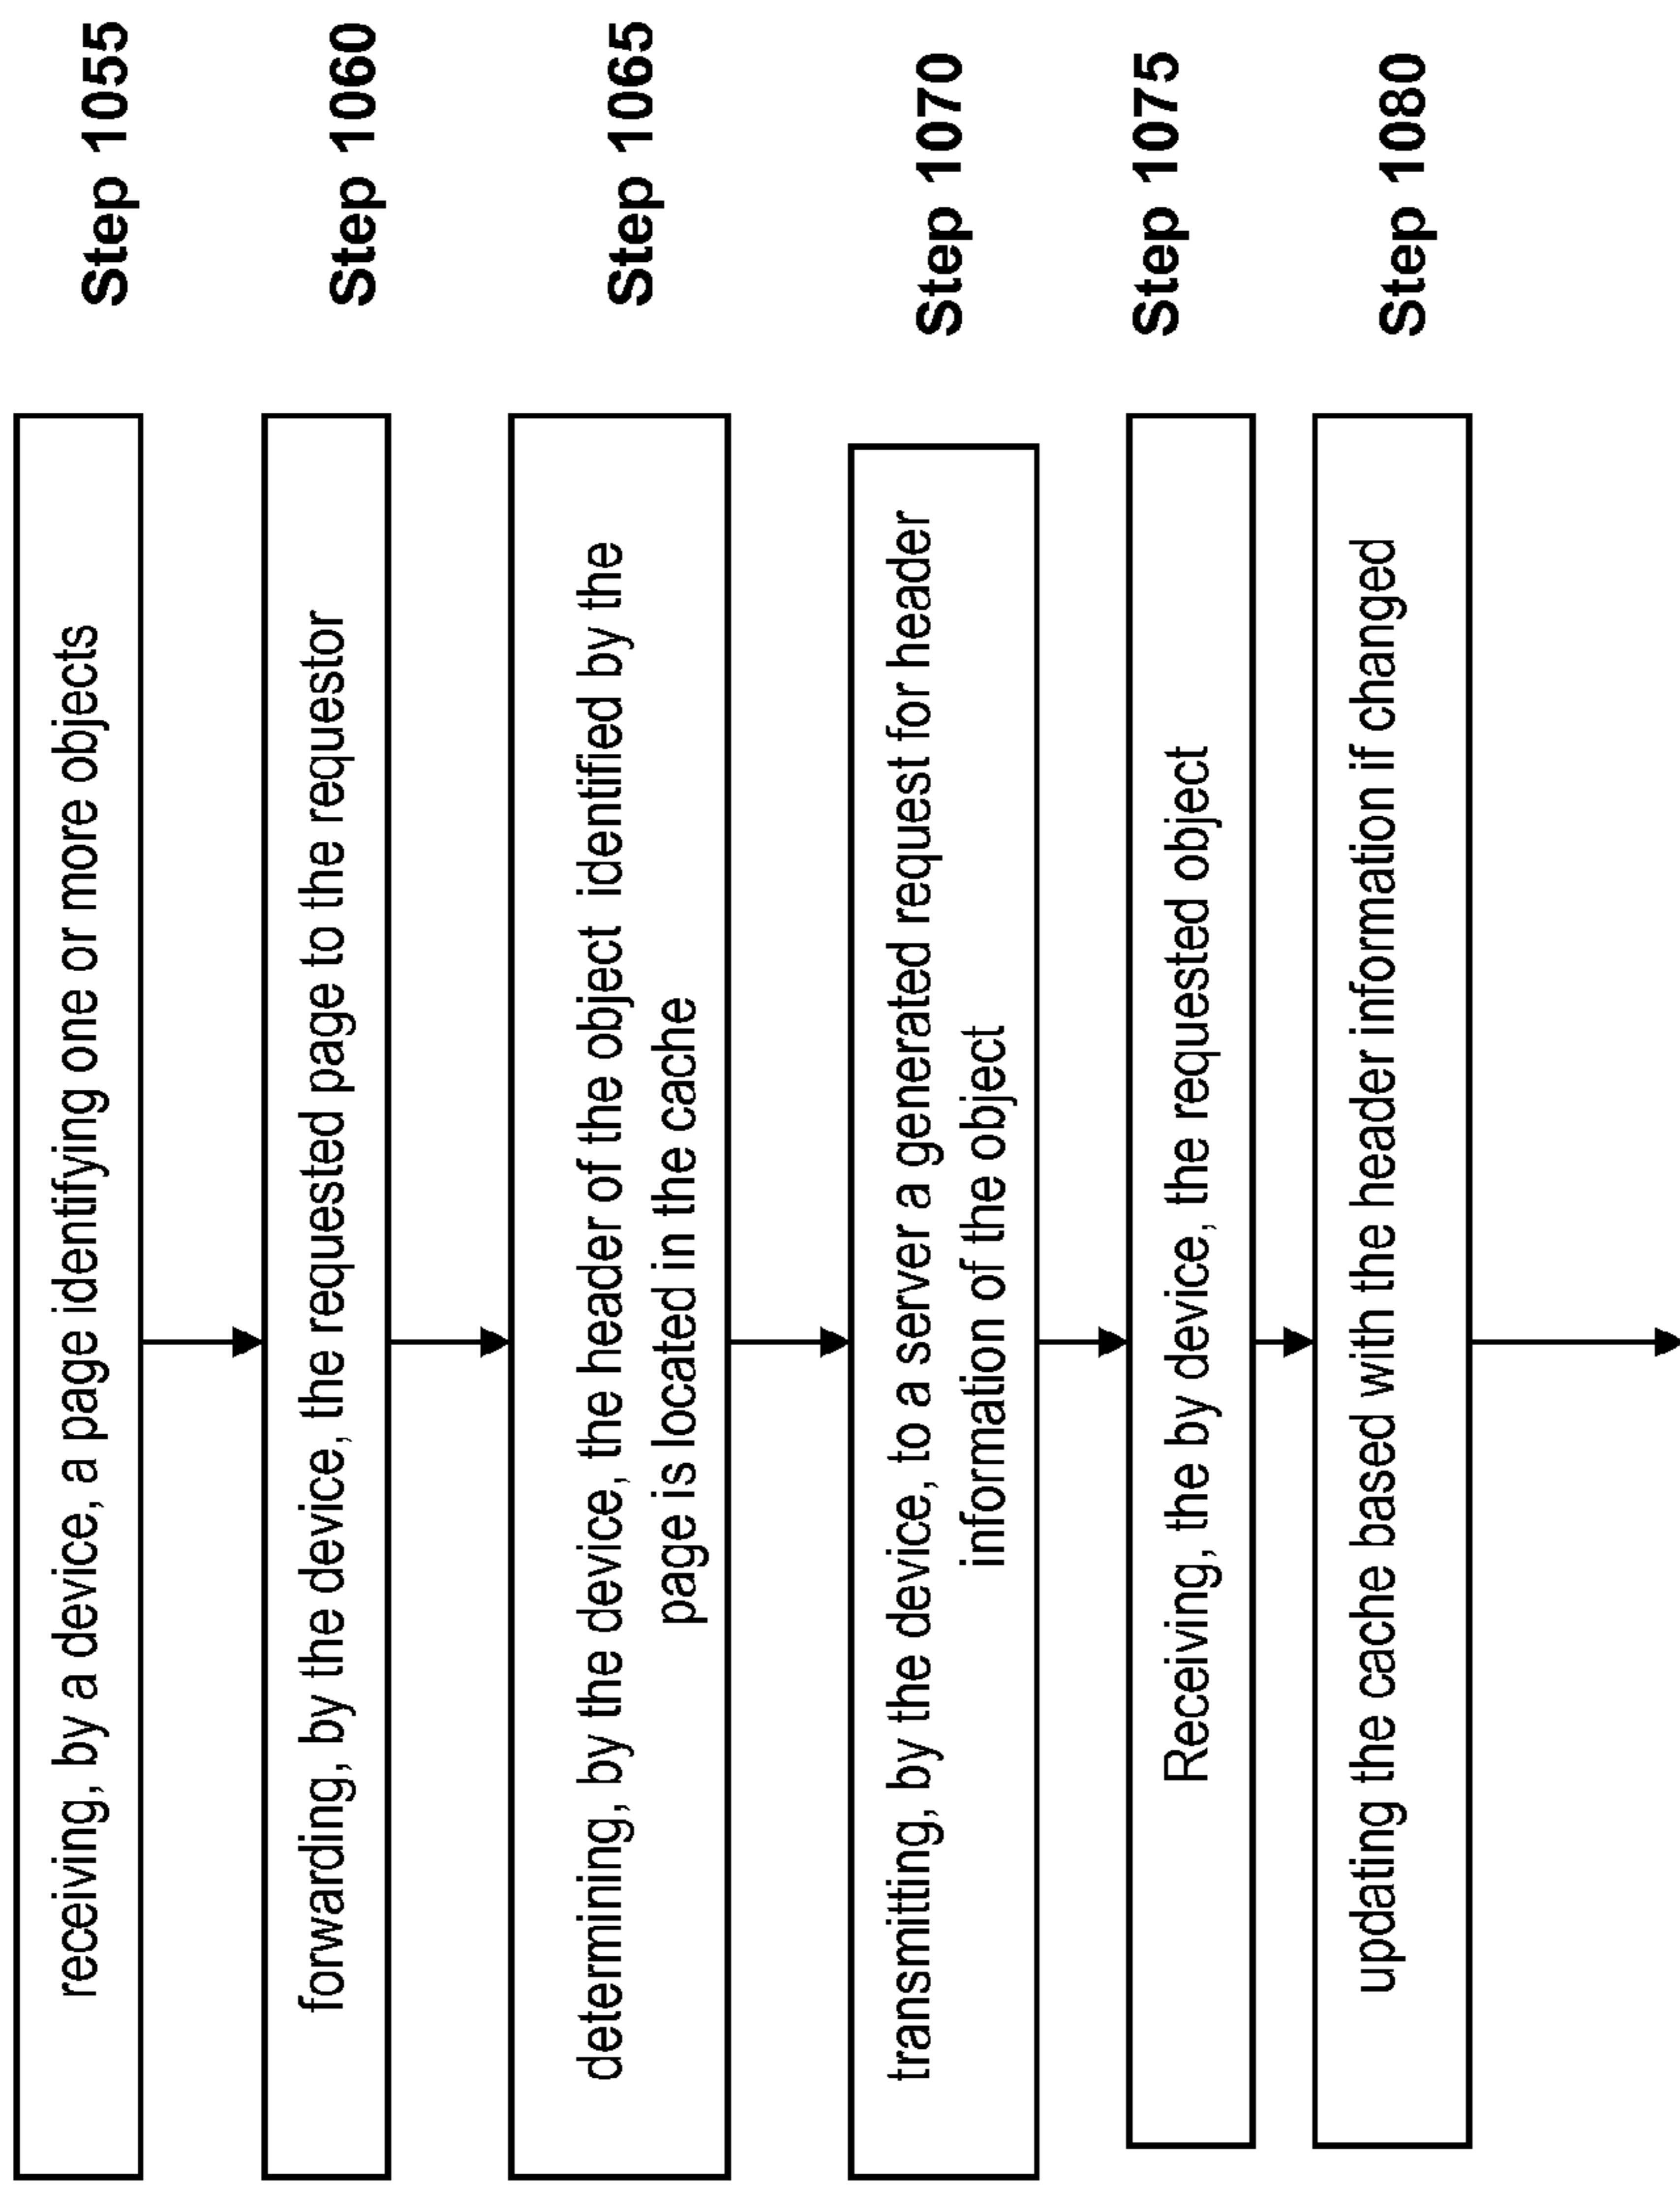 receiving, by a device, a page identifying one or more objects
Step 1055
forwarding, by the device, the requested page to the requestor
Step 1060
determining, by the device, the header of the object identified by the
page is located in the cache
Step 1065
transmitting, by the device, to a server a generated request for header
information of the object
Step 1070
Receiving, the by device, the requested object
Step 1075
updating the cache based with the header information if changed
Step 1080